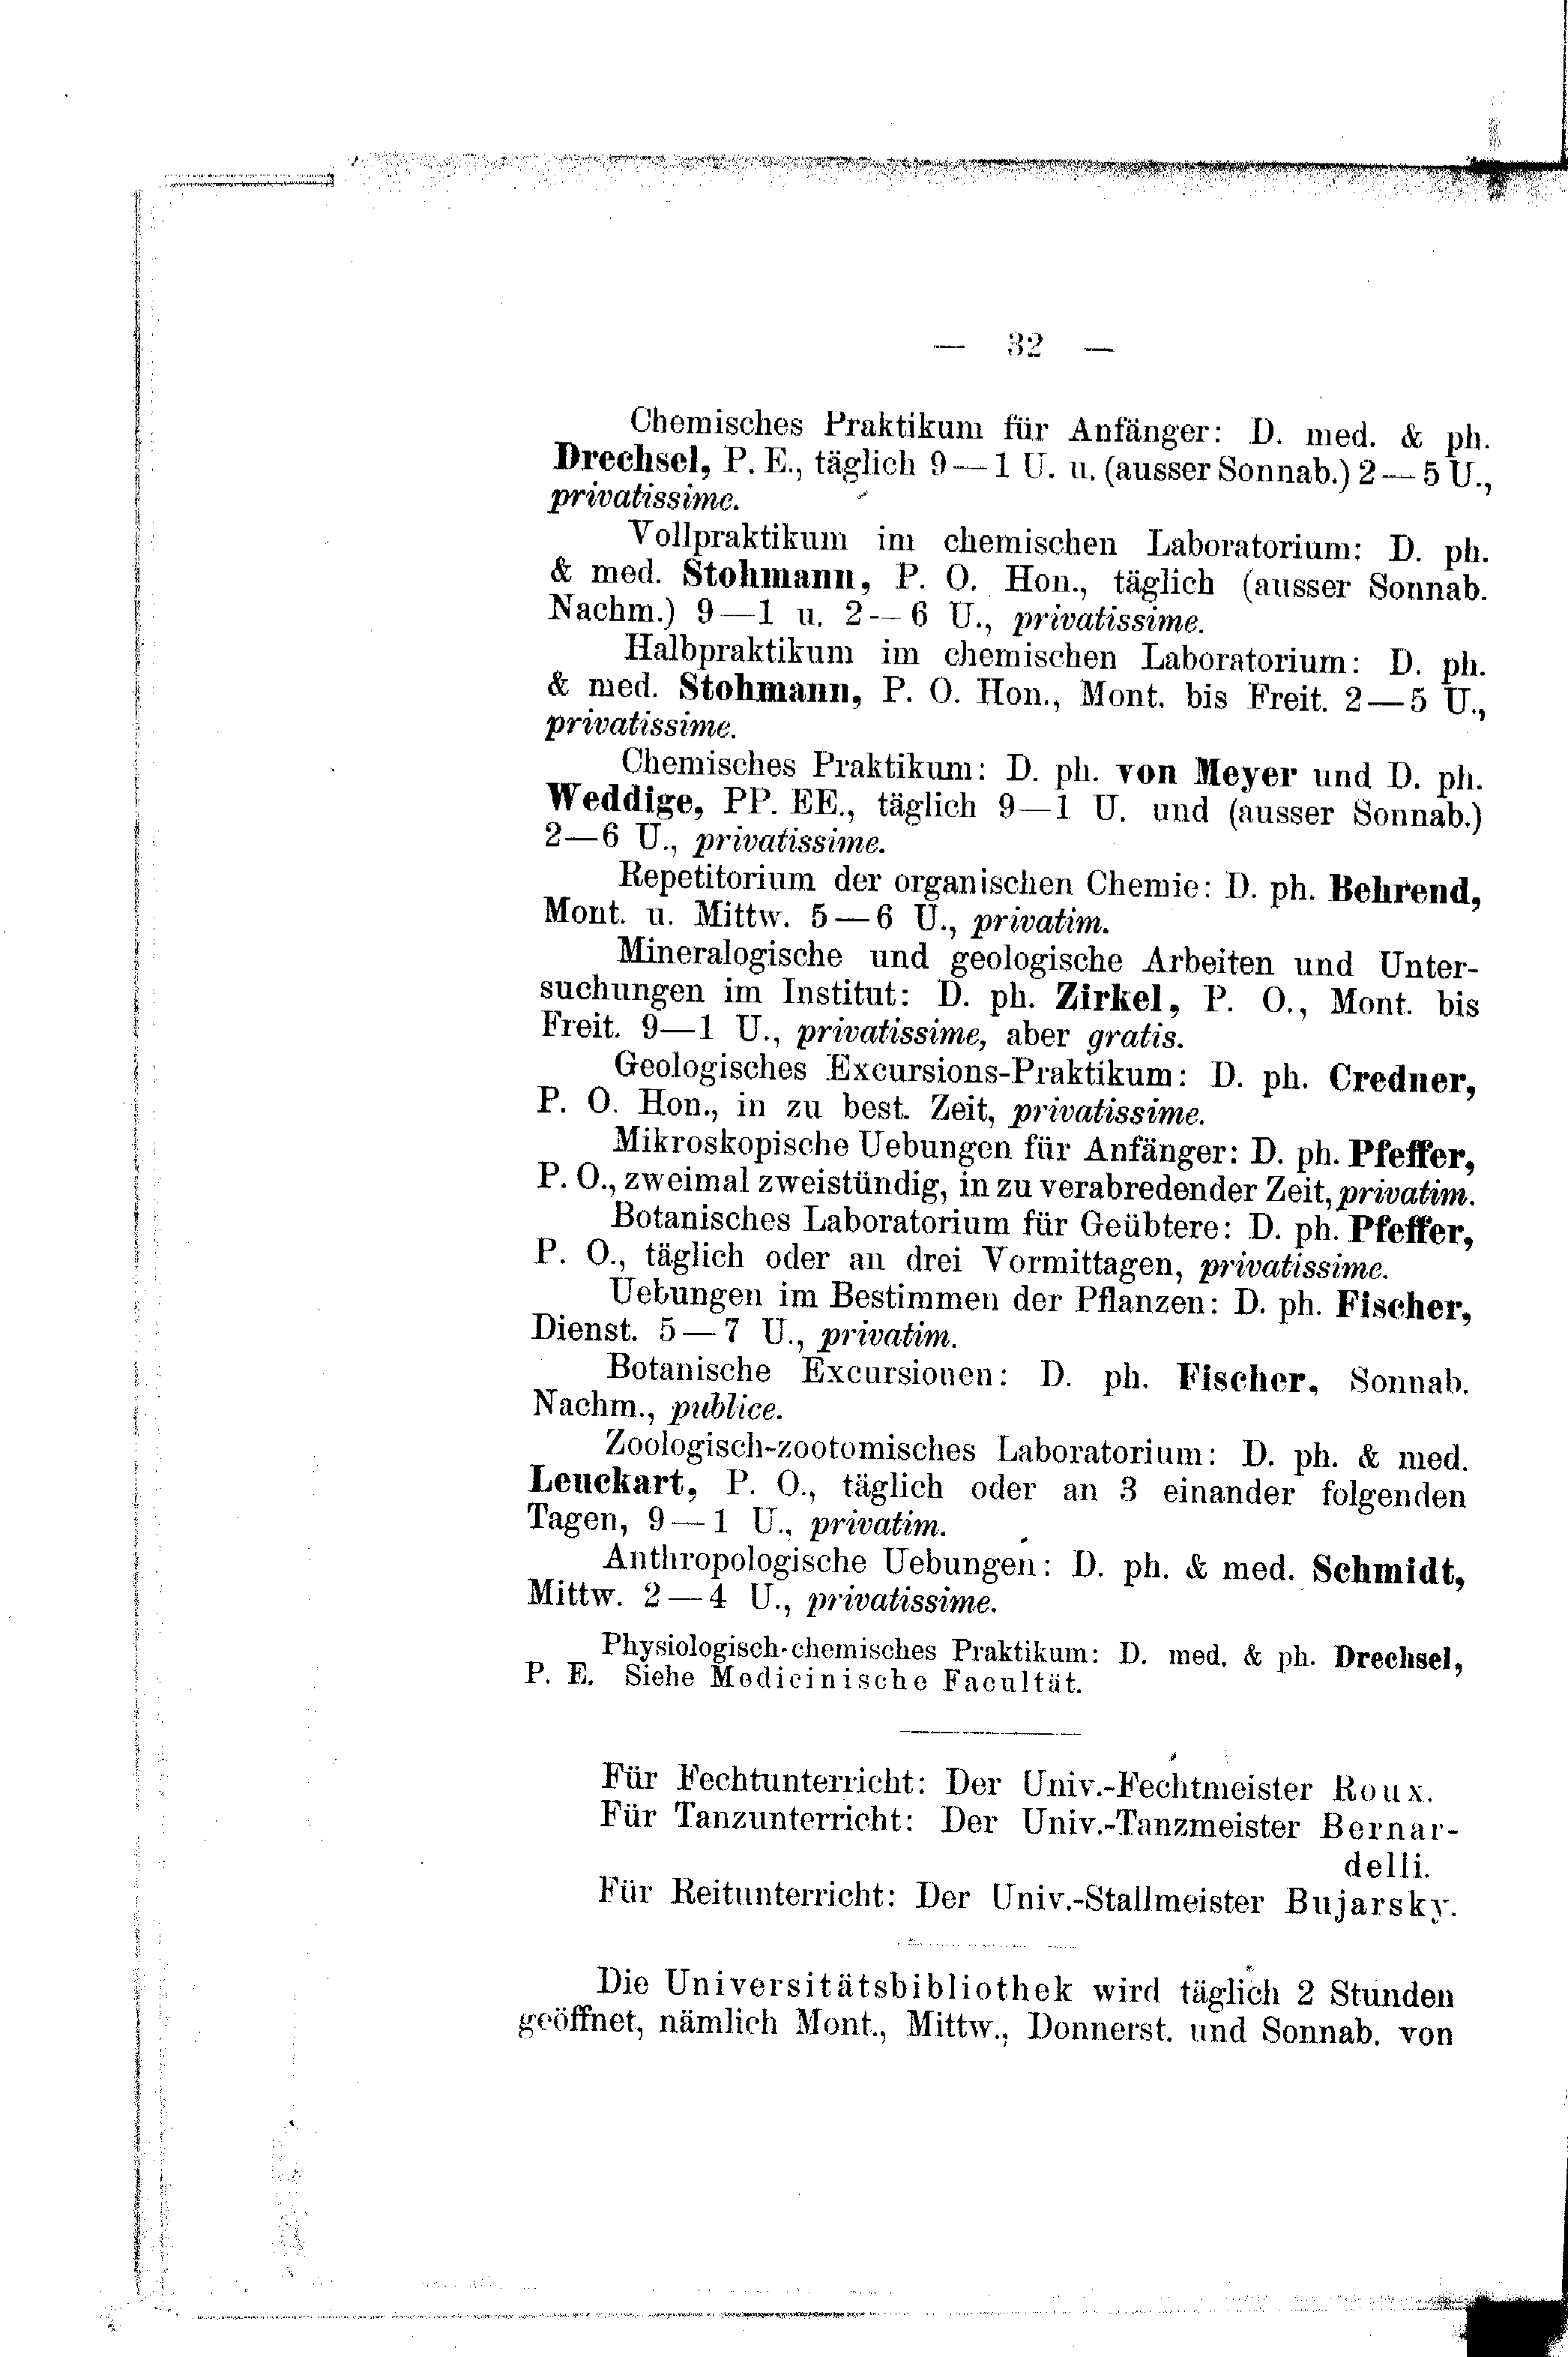 — 32 —
Chemisches Praktikum für Anfänger: D. med. & ph.
Drechsel, P. E., täglich 9—1 U. u. (ausser Sonnab.) 2—5 U.,
privatissime.
Vollpraktikum im chemischen Laboratorium: D. ph.
& med. Stohmann, P. O. Hon., täglich (ausser Sonnab.
Nachm.) 9—1 u. 2—6 U., privatissime.
Halbpraktikum im chemischen Laboratorium: D. ph.
& med. Stohmann, P. O. Hon., Mont. bis Freit. 2—5 U.,
privatissime.
Chemisches Praktikum: D. ph. von Meyer und D. ph.
Weddige, PP. EE., täglich 9—1 U. und (ausser Sonnab.)
2—6 U., privatissime.
Repetitorium der organischen Chemie: D. ph. Behrend,
Mont. u. Mittw. 5—6 U., privatim.
Mineralogische und geologische Arbeiten und Unter-
suchungen im Institut: D. ph. Zirkel, P. O., Mont. bis
Freit. 9—1 U., privatissime, aber gratis.
Geologisches Excursions-Praktikum: D. ph. Credner,
P. O. Hon., in zu best. Zeit, privatissime.
Mikroskopische Uebungen für Anfänger: D. ph. Pfeffer,
P. O., zweimal zweistündig, in zu verabredender Zeit, privatim.
Botanisches Laboratorium für Geübtere: D. ph. Pfeffer,
P. O., täglich oder an drei Vormittagen, privatissime.
Uebungen im Bestimmen der Pflanzen: D. ph. Fischer,
Dienst. 5—7 U., privatim.
Botanische Excursionen: D. ph. Fischer, Sonnab.
Nachm., publice.
Zoologisch-zootomisches Laboratorium: D. ph. & med.
Leuckart, P. O., täglich oder an 3 einander folgenden
Tagen, 9—1 U., privatim.
Anthropologische Uebungen: D. ph. & med. Schmidt,
Mittw. 2—4 U., privatissime.
Physiologisch-chemisches Praktikum: D. med. & ph. Drechsel,
P. E. Siehe Medicinische Facultät.
Für Fechtunterricht: Der Univ.-Fechtmeister Roux.
Für Tanzunterricht: Der Univ.-Tanzmeister Bernar-
delli.
Für Reitunterricht: Der Univ.-Stallmeister Bujarsky.
Die Universitätsbibliothek wird täglich 2 Stunden
geöffnet, nämlich Mont., Mittw., Donnerst. und Sonnab. von